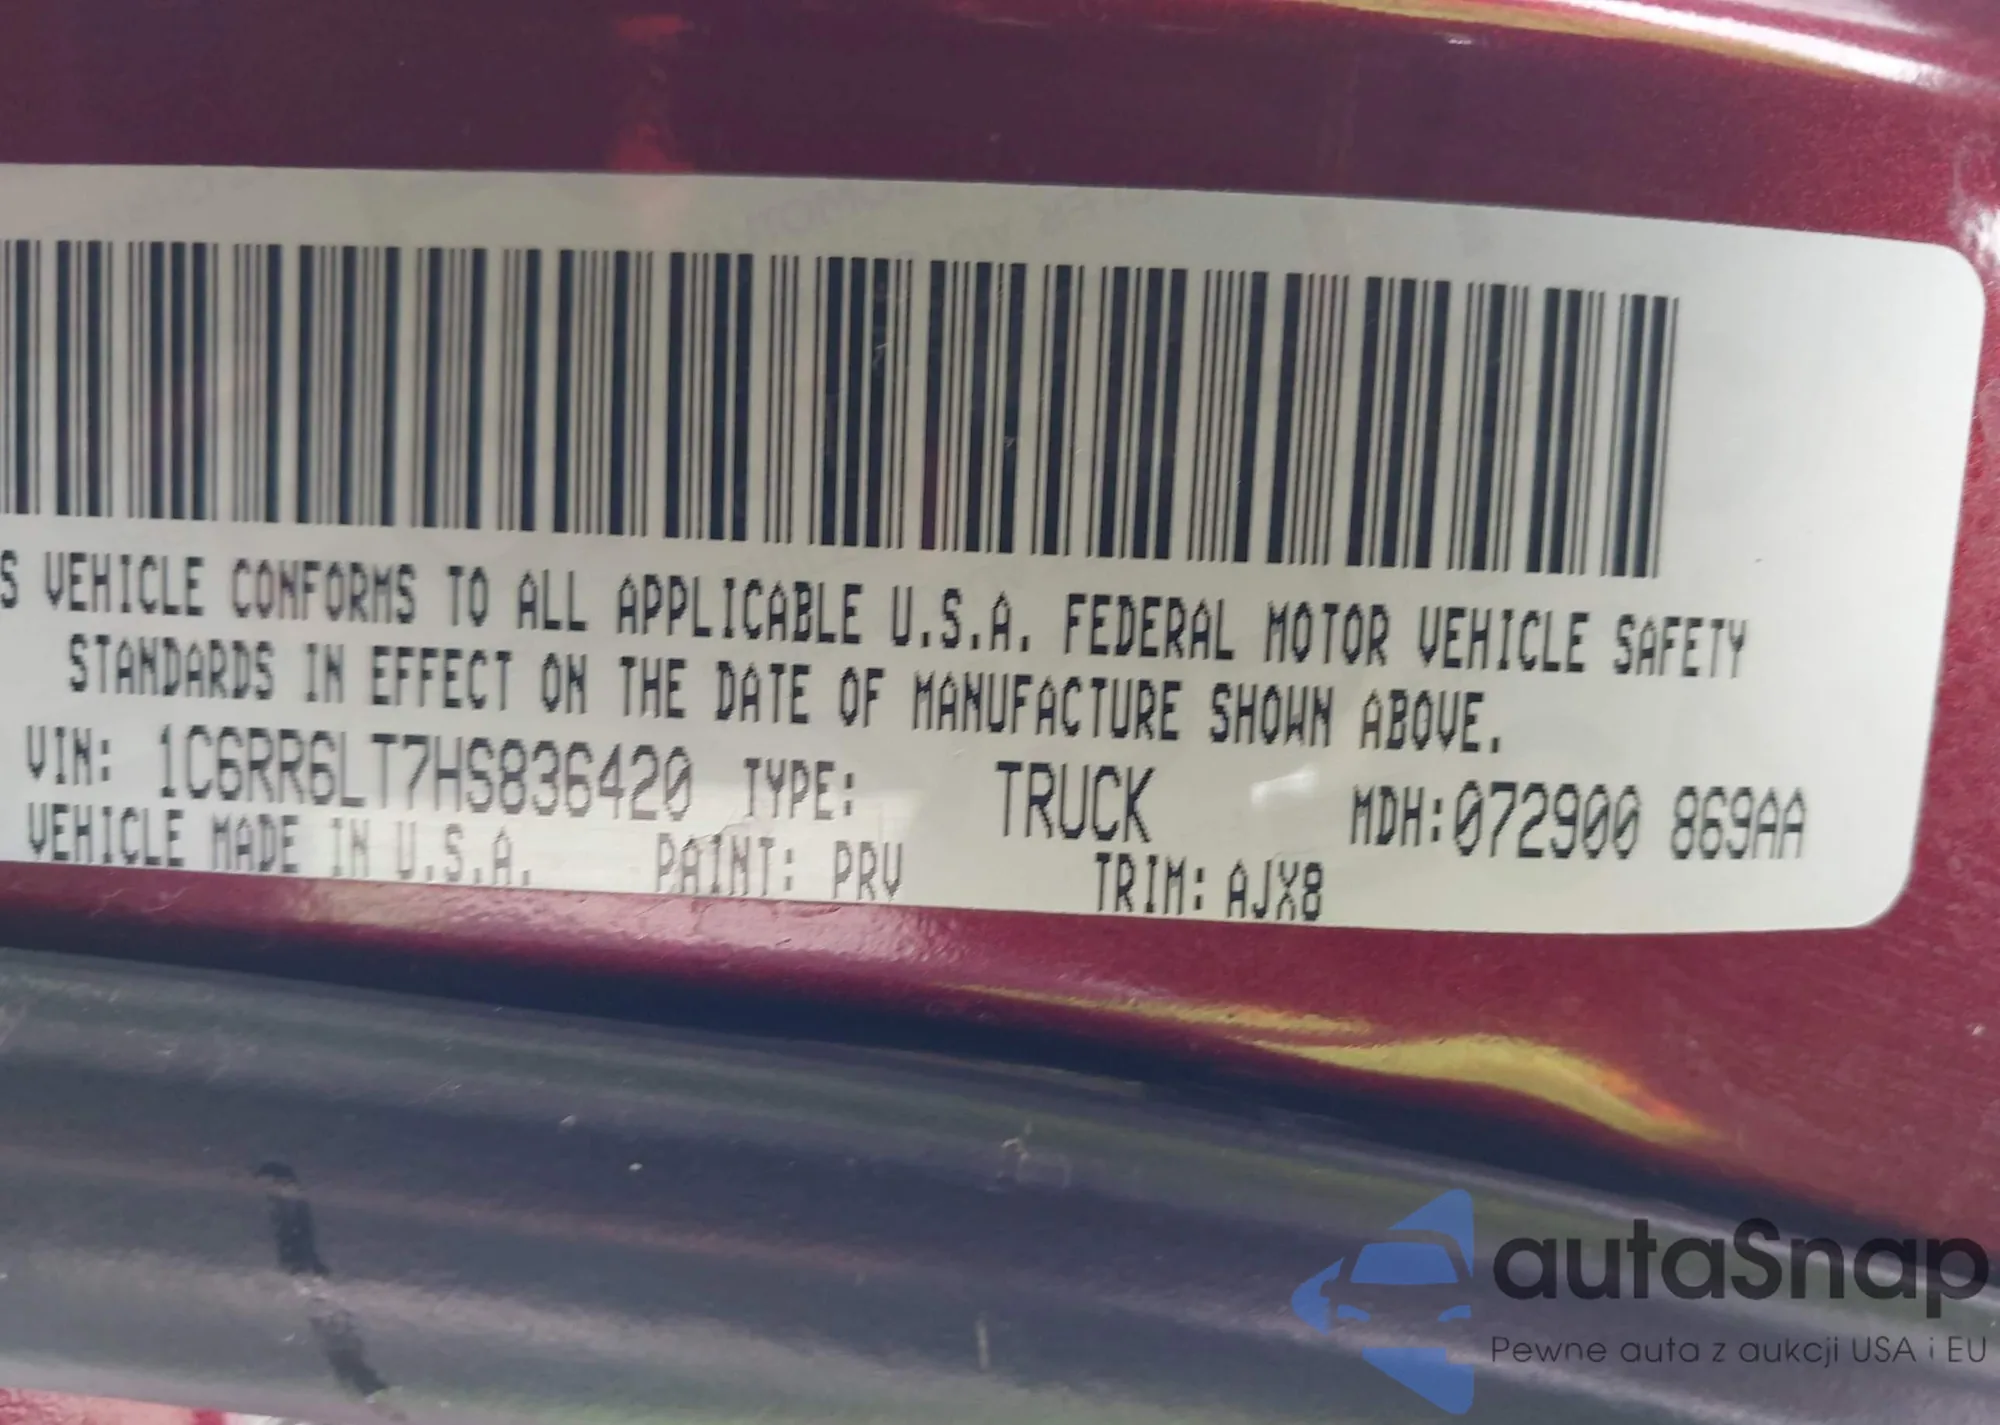 S VEHICLE CONFORMS TO ALL APPLICABLE U.S.A. FEDERAL MOTOR VEHICLE SAFETY
STANDARDS IN EFFECT ON THE DATE OF MANUFACTURE SHOWN ABOVE.
VIN: 1C6RR6LT7HS836420 TYPE: TRUCK MDH:072900 869AA
VEHICLE MADE IN U.S.A. PAINT: PRV TRIM: AJX8
autaSnap
Pewne auta z aukcji USA i EU